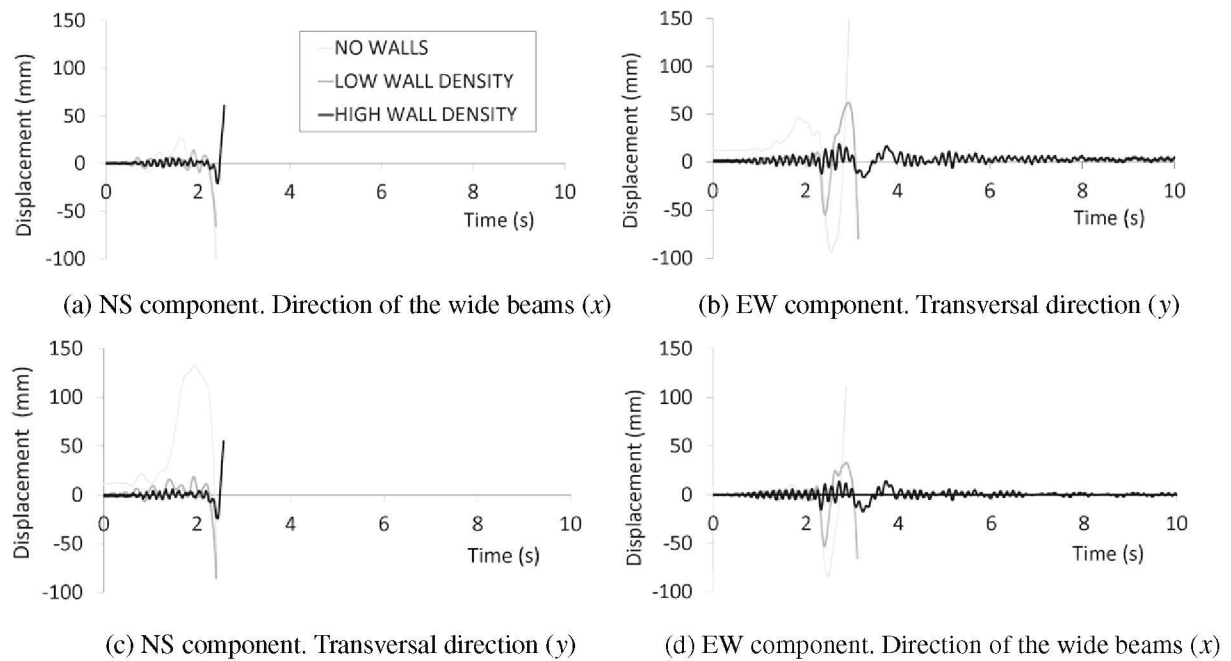 150
100
50
0
-50
-100
Displacement (mm)
0 2 4 6 8 10
Time (s)
NO WALLS
LOW WALL DENSITY
HIGH WALL DENSITY
(a) NS component. Direction of the wide beams (x)
150
100
50
0
-50
-100
Displacement (mm)
0 2 4 6 8 10
Time (s)
(b) EW component. Transversal direction (y)
150
100
50
0
-50
-100
Displacement (mm)
0 2 4 6 8 10
Time (s)
(c) NS component. Transversal direction (y)
150
100
50
0
-50
-100
Displacement (mm)
0 2 4 6 8 10
Time (s)
(d) EW component. Direction of the wide beams (x)